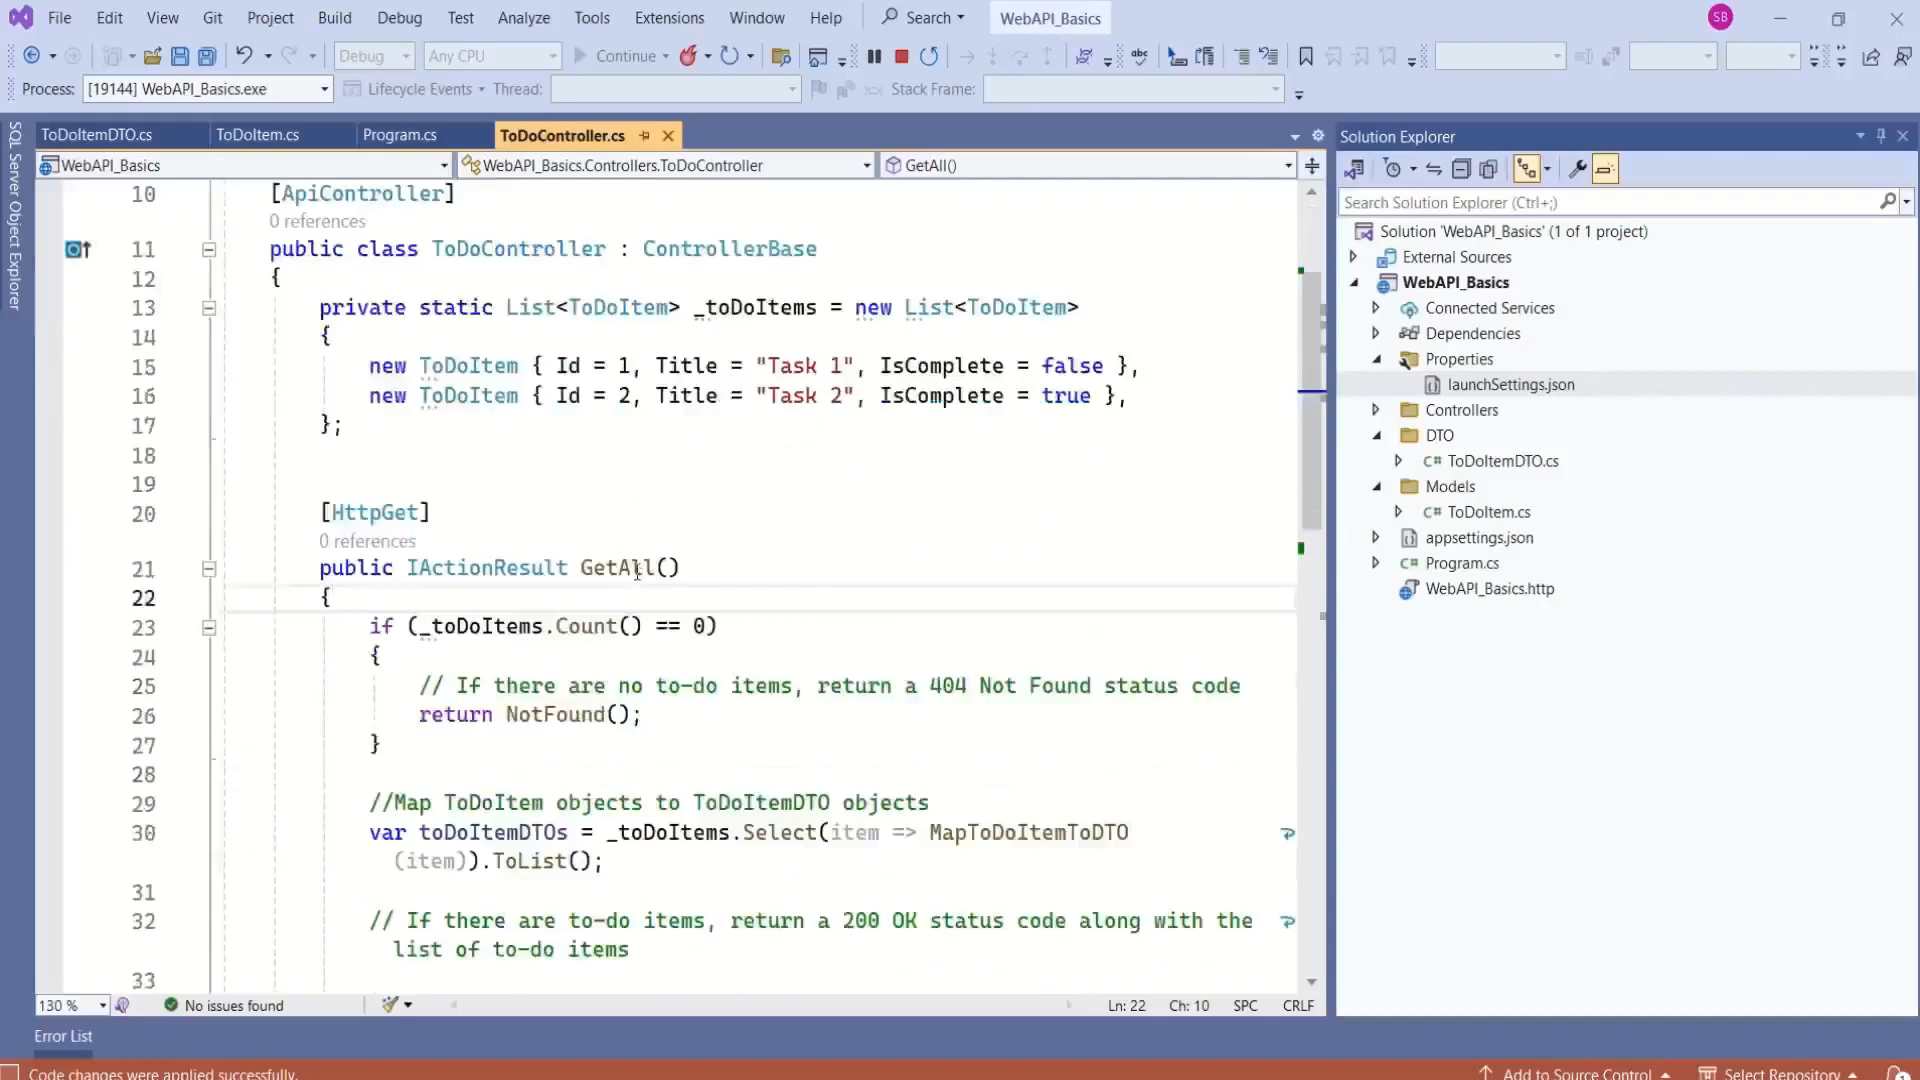 File Edit View Git Project Build Debug Test Analyze Tools Extensions Window Help Search WebAPI_Basics SB
Debug Any CPU Continue
Process: [19144] WebAPI_Basics.exe Lifecycle Events Thread: Stack Frame:
SQL Server Object Explorer
ToDoItemDTO.cs ToDoItem.cs Program.cs ToDoController.cs
WebAPI_Basics WebAPI_Basics.Controllers.ToDoController GetAll()
10 [ApiController]
0 references
11 public class ToDoController : ControllerBase
12 {
13 private static List<ToDoItem> _toDoItems = new List<ToDoItem>
14 {
15 new ToDoItem { Id = 1, Title = "Task 1", IsComplete = false },
16 new ToDoItem { Id = 2, Title = "Task 2", IsComplete = true },
17 };
18
19
20 [HttpGet]
0 references
21 public IActionResult GetAll()
22 {
23 if (_toDoItems.Count() == 0)
24 {
25 // If there are no to-do items, return a 404 Not Found status code
26 return NotFound();
27 }
28
29 //Map ToDoItem objects to ToDoItemDTO objects
30 var toDoItemDTOs = _toDoItems.Select(item => MapToDoItemToDTO
(item)).ToList();
31
32 // If there are to-do items, return a 200 OK status code along with the
list of to-do items
33
130 % No issues found Ln: 22 Ch: 10 SPC CRLF
Error List
Code changes were applied successfully. Add to Source Control Select Repository
Solution Explorer
Search Solution Explorer (Ctrl+;)
Solution 'WebAPI_Basics' (1 of 1 project)
External Sources
WebAPI_Basics
Connected Services
Dependencies
Properties
launchSettings.json
Controllers
DTO
C# ToDoItemDTO.cs
Models
C# ToDoItem.cs
appsettings.json
C# Program.cs
WebAPI_Basics.http